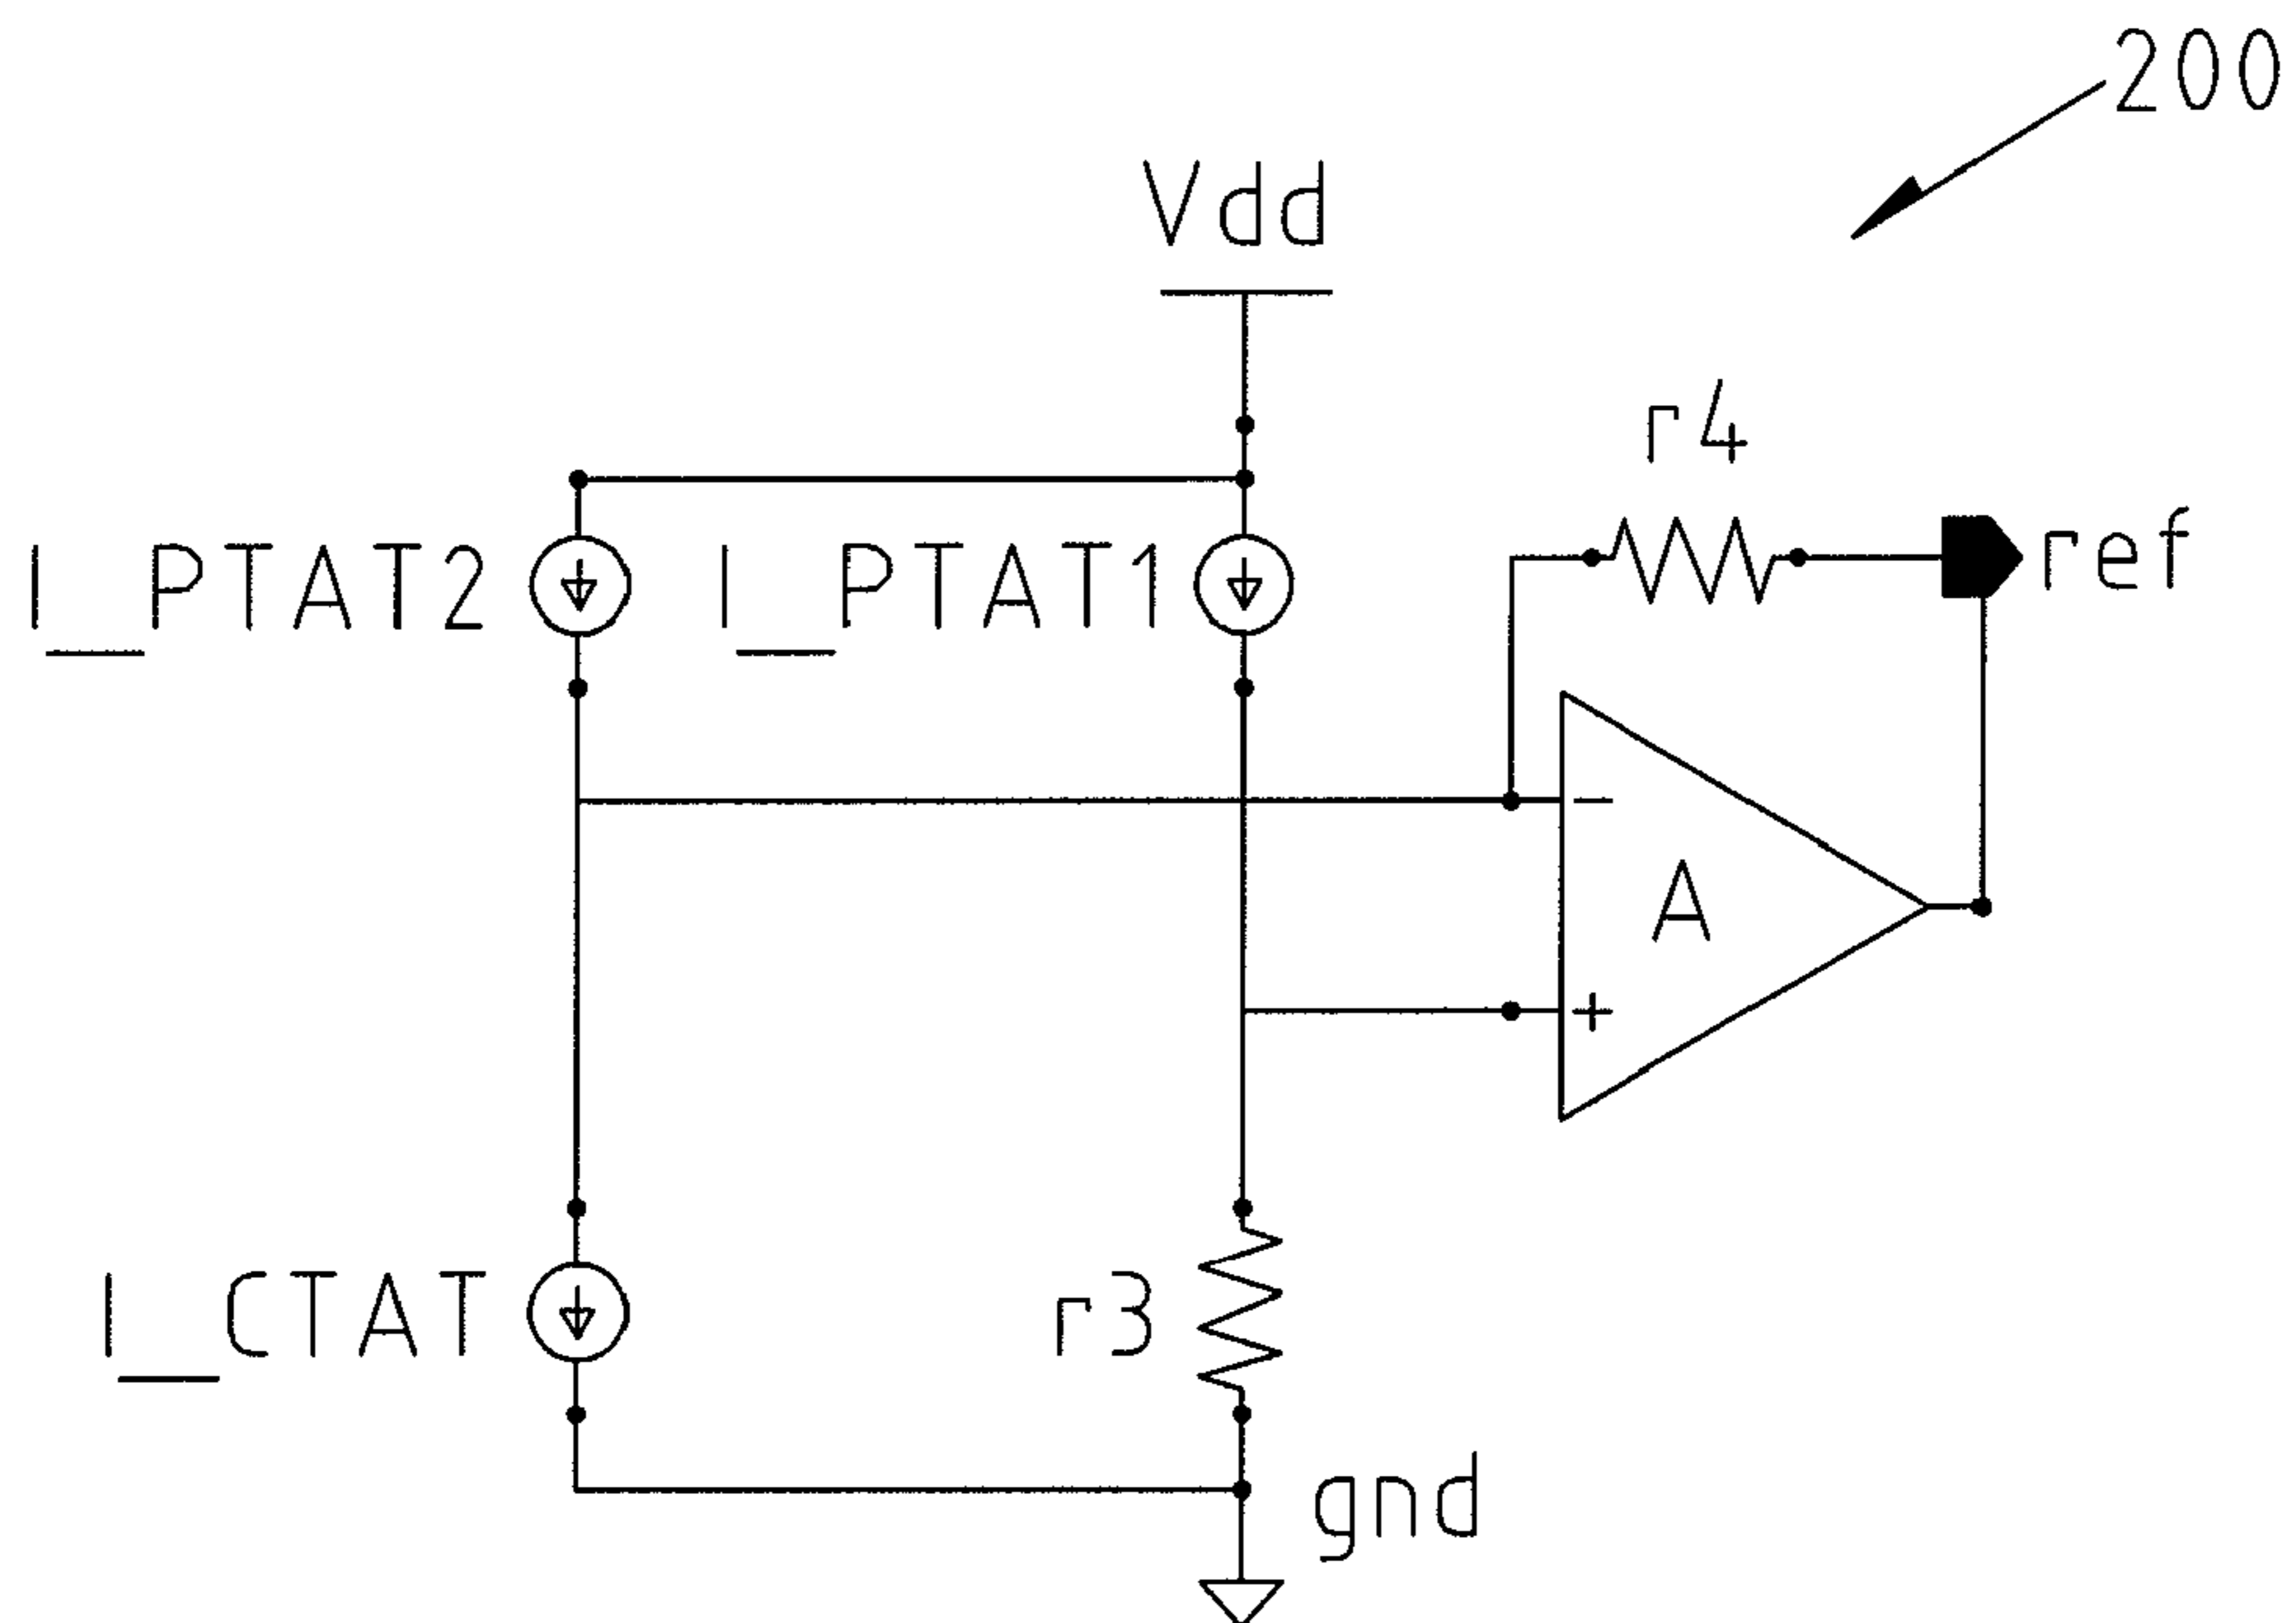 200
Vdd
r4
I_PTAT2
I_PTAT1
ref
-
A
+
I_CTAT
r3
gnd